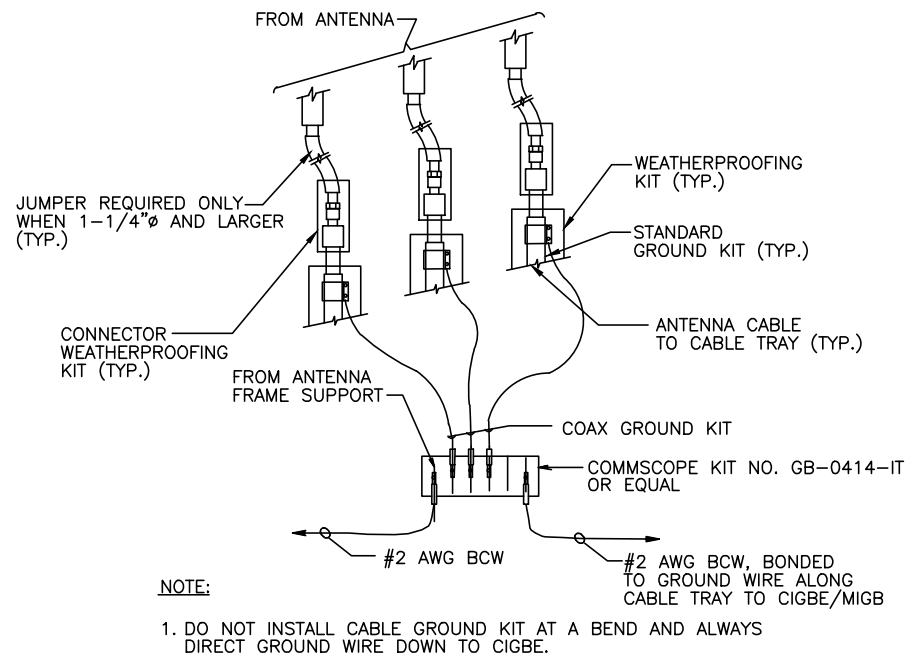 FROM ANTENNA
JUMPER REQUIRED ONLY
WHEN 1-1/4"ø AND LARGER
(TYP.)
WEATHERPROOFING
KIT (TYP.)
STANDARD
GROUND KIT (TYP.)
CONNECTOR
WEATHERPROOFING
KIT (TYP.)
ANTENNA CABLE
TO CABLE TRAY (TYP.)
FROM ANTENNA
FRAME SUPPORT
COAX GROUND KIT
COMMSCOPE KIT NO. GB-0414-IT
OR EQUAL
#2 AWG BCW
#2 AWG BCW, BONDED
TO GROUND WIRE ALONG
CABLE TRAY TO CIGBE/MIGB
NOTE:
1. DO NOT INSTALL CABLE GROUND KIT AT A BEND AND ALWAYS
DIRECT GROUND WIRE DOWN TO CIGBE.